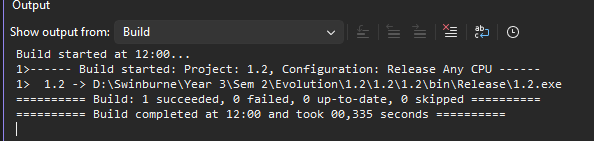 Output
Show output from: Build
Build started at 12:00...
1>------ Build started: Project: 1.2, Configuration: Release Any CPU ------
1>  1.2 -> D:\Swinburne\Year 3\Sem 2\Evolution\1.2\1.2\1.2\bin\Release\1.2.exe
========== Build: 1 succeeded, 0 failed, 0 up-to-date, 0 skipped ==========
========== Build completed at 12:00 and took 00,335 seconds ==========